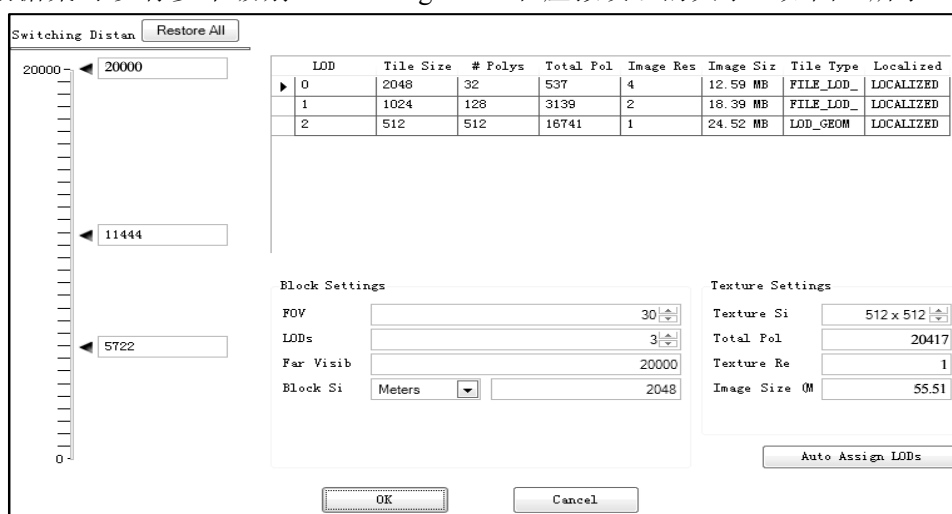 Switching Distan Restore All
20000
20000
11444
5722
0
LOD Tile Size # Polys Total Pol Image Res Image Siz Tile Type Localized
0 2048 32 537 4 12.59 MB FILE_LOD_ LOCALIZED
1 1024 128 3139 2 18.39 MB FILE_LOD_ LOCALIZED
2 512 512 16741 1 24.52 MB LOD_GEOM LOCALIZED
Block Settings
FOV 30
LODs 3
Far Visib 20000
Block Si Meters 2048
Texture Settings
Texture Si 512 x 512
Total Pol 20417
Texture Re 1
Image Size (M 55.51
Auto Assign LODs
OK Cancel